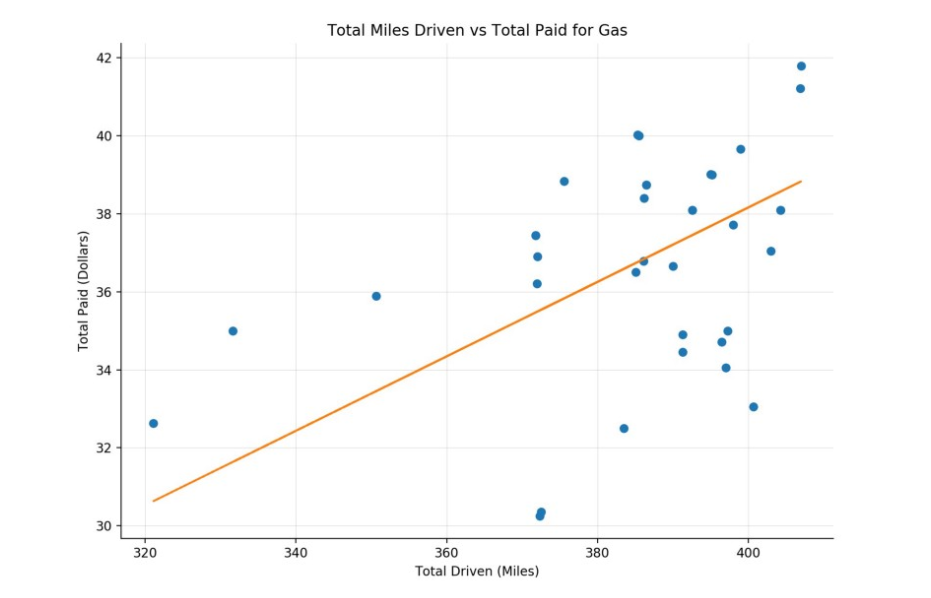 Total Miles Driven vs Total Paid for Gas
42
40
38
36
34
32
30
Total Paid (Dollars)
320 340 360 380 400
Total Driven (Miles)